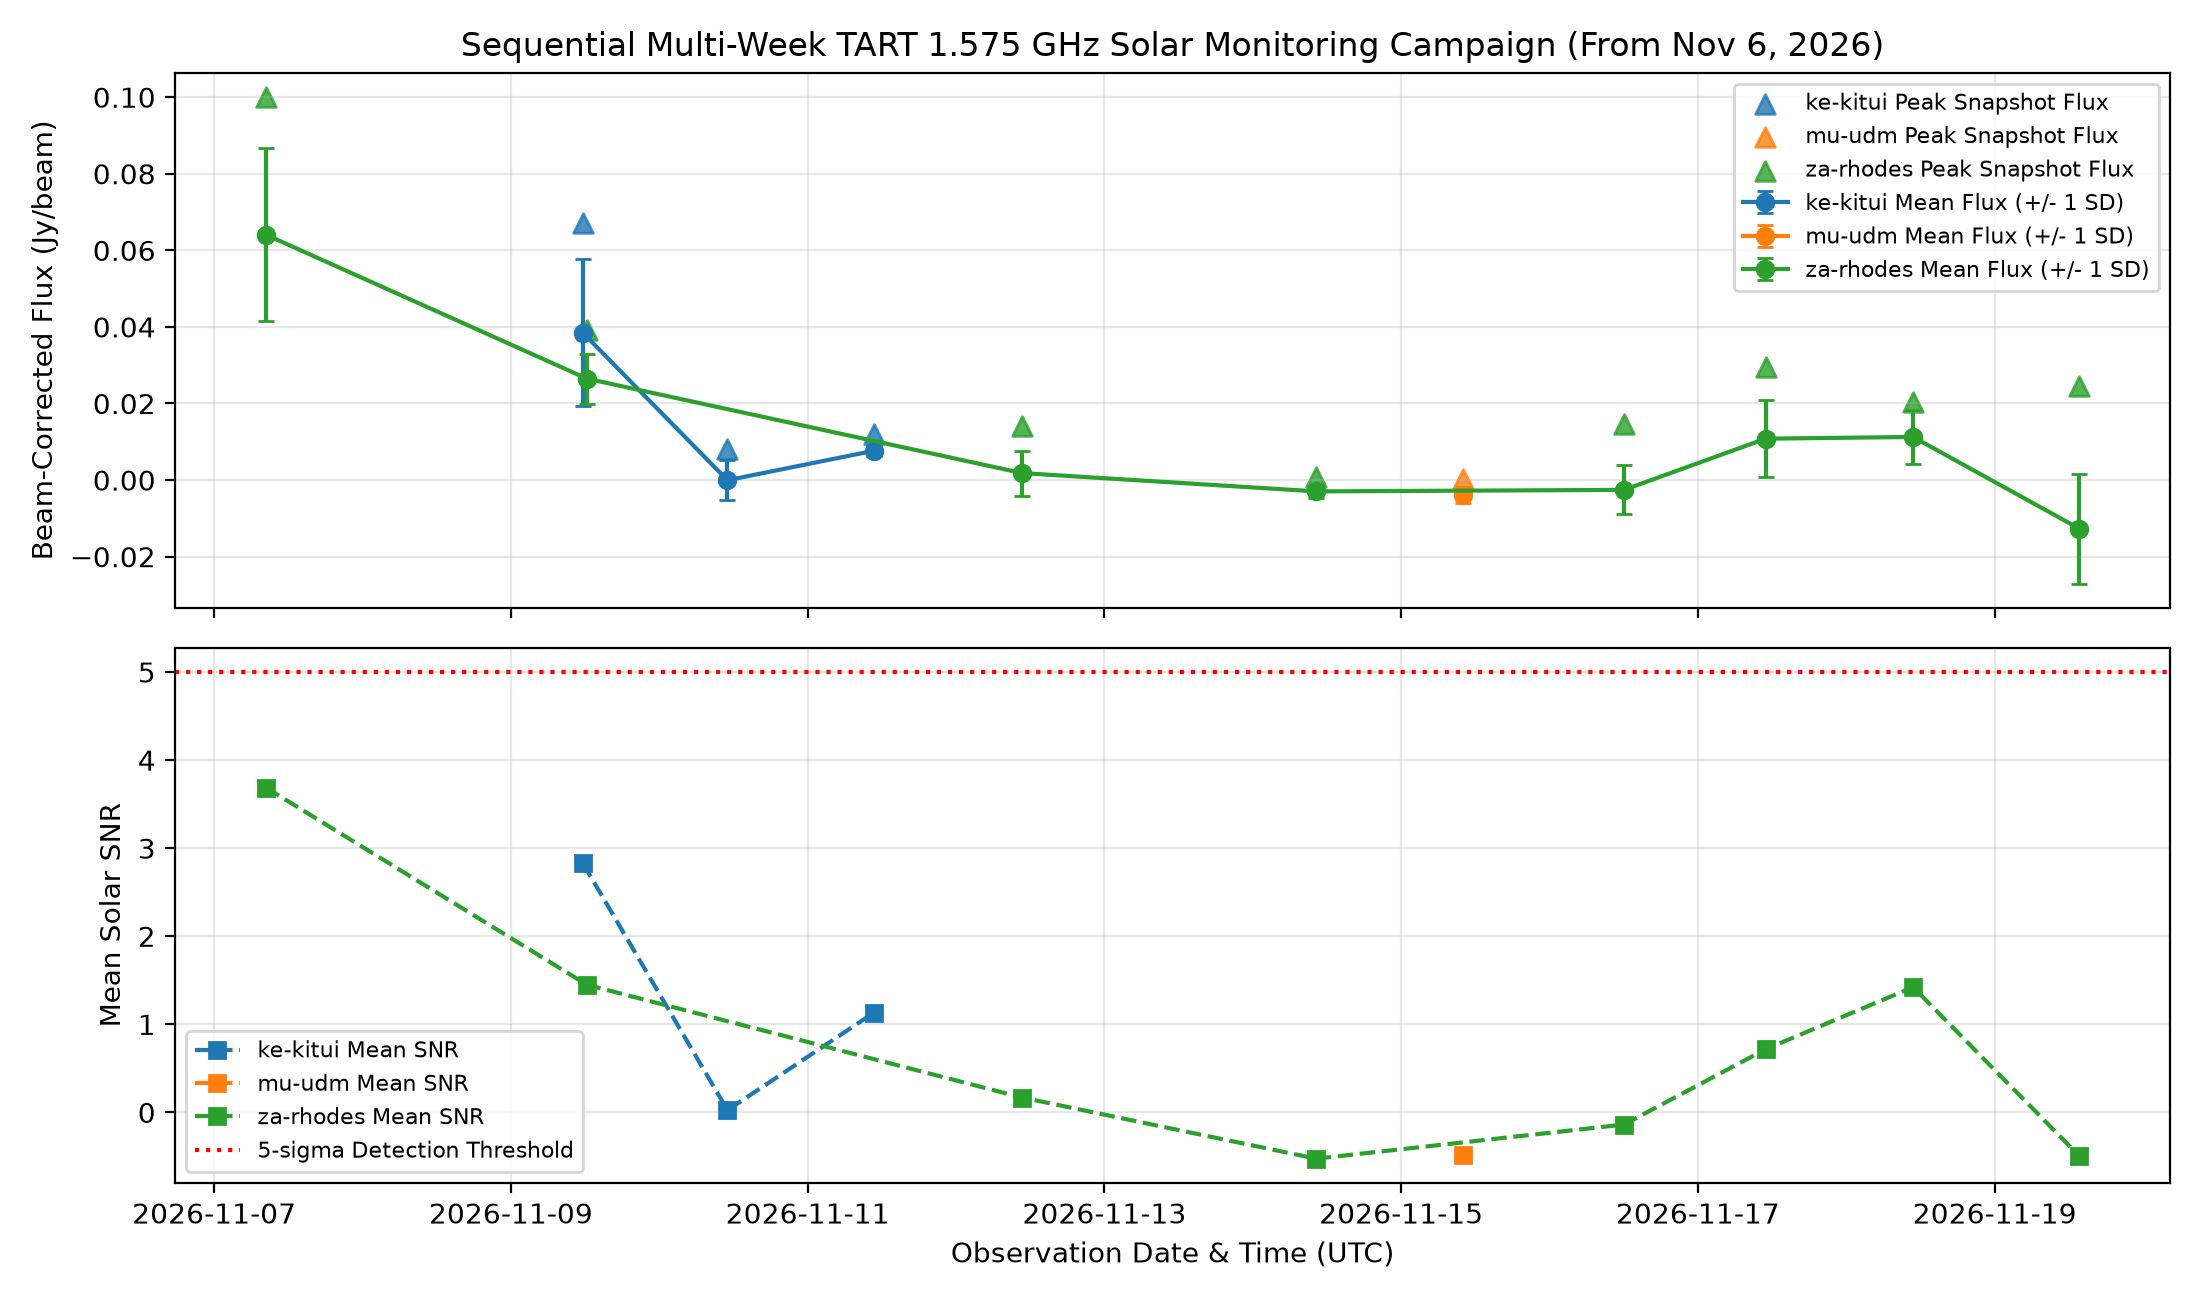 Sequential Multi-Week TART 1.575 GHz Solar Monitoring Campaign (From Nov 6, 2026)
Beam-Corrected Flux (Jy/beam)
0.10
0.08
0.06
0.04
0.02
0.00
−0.02
ke-kitui Peak Snapshot Flux
mu-udm Peak Snapshot Flux
za-rhodes Peak Snapshot Flux
ke-kitui Mean Flux (+/- 1 SD)
mu-udm Mean Flux (+/- 1 SD)
za-rhodes Mean Flux (+/- 1 SD)
Mean Solar SNR
5
4
3
2
1
0
ke-kitui Mean SNR
mu-udm Mean SNR
za-rhodes Mean SNR
5-sigma Detection Threshold
2026-11-07 2026-11-09 2026-11-11 2026-11-13 2026-11-15 2026-11-17 2026-11-19
Observation Date & Time (UTC)